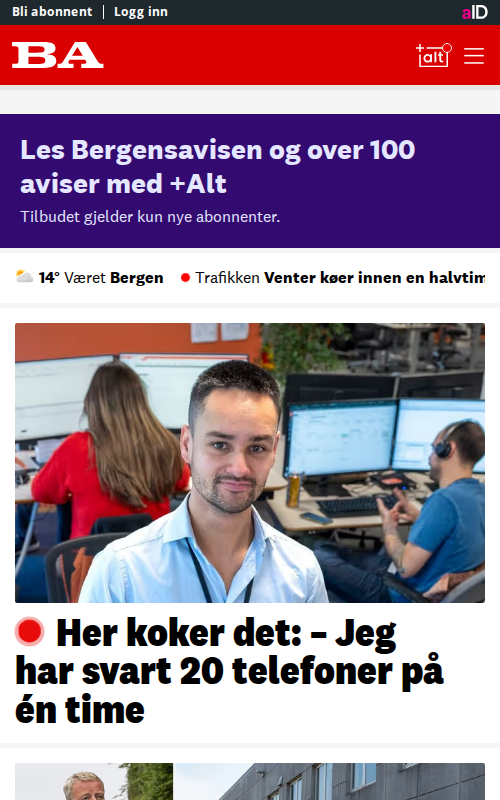 Bli abonnent | Logg inn
aID
BA
+alt
Les Bergensavisen og over 100
aviser med +Alt
Tilbudet gjelder kun nye abonnenter.
14° Været Bergen
Trafikken Venter køer innen en halvtim
Her koker det: – Jeg
har svart 20 telefoner på
én time